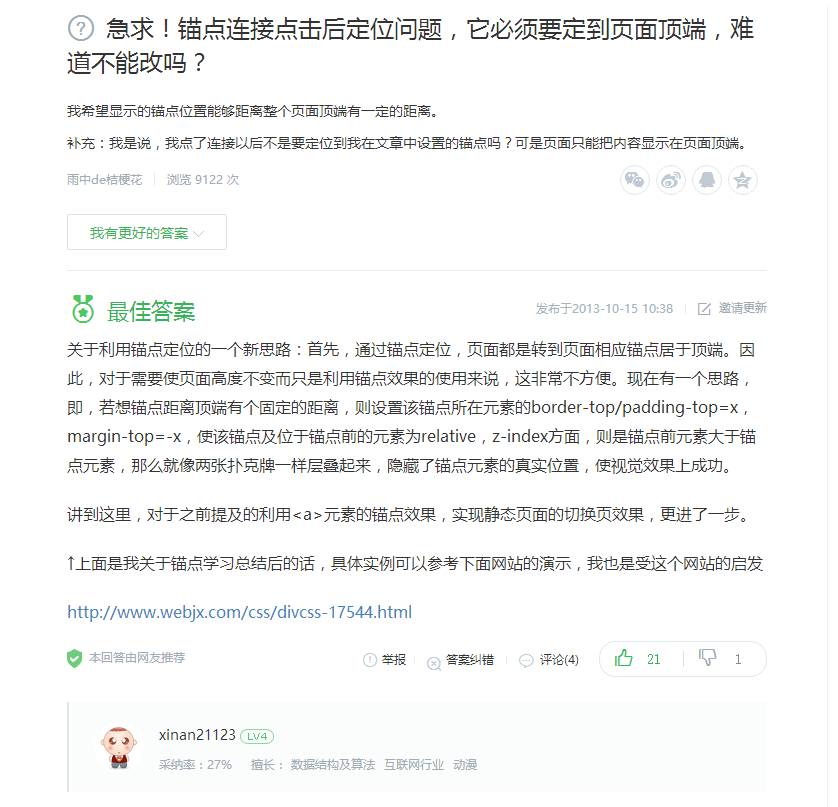 急求！锚点连接点击后定位问题，它必须要定到页面顶端，难
道不能改吗？
我希望显示的锚点位置能够距离整个页面顶端有一定的距离。
补充：我是说，我点了连接以后不是要定位到我在文章中设置的锚点吗？可是页面只能把内容显示在页面顶端。
雨中de桔梗花 浏览 9122 次
我有更好的答案
最佳答案 发布于2013-10-15 10:38 邀请更新
关于利用锚点定位的一个新思路：首先，通过锚点定位，页面都是转到页面相应锚点居于顶端。因
此，对于需要使页面高度不变而只是利用锚点效果的使用来说，这非常不方便。现在有一个思路，
即，若想锚点距离顶端有个固定的距离，则设置该锚点所在元素的border-top/padding-top=x，
margin-top=-x，使该锚点及位于锚点前的元素为relative，z-index方面，则是锚点前元素大于锚
点元素，那么就像两张扑克牌一样层叠起来，隐藏了锚点元素的真实位置，使视觉效果上成功。
讲到这里，对于之前提及的利用<a>元素的锚点效果，实现静态页面的切换页效果，更进了一步。
↑上面是我关于锚点学习总结后的话，具体实例可以参考下面网站的演示，我也是受这个网站的启发
http://www.webjx.com/css/divcss-17544.html
本回答由网友推荐 举报 答案纠错 评论(4) 21 1
xinan21123 LV4
采纳率：27% 擅长： 数据结构及算法 互联网行业 动漫